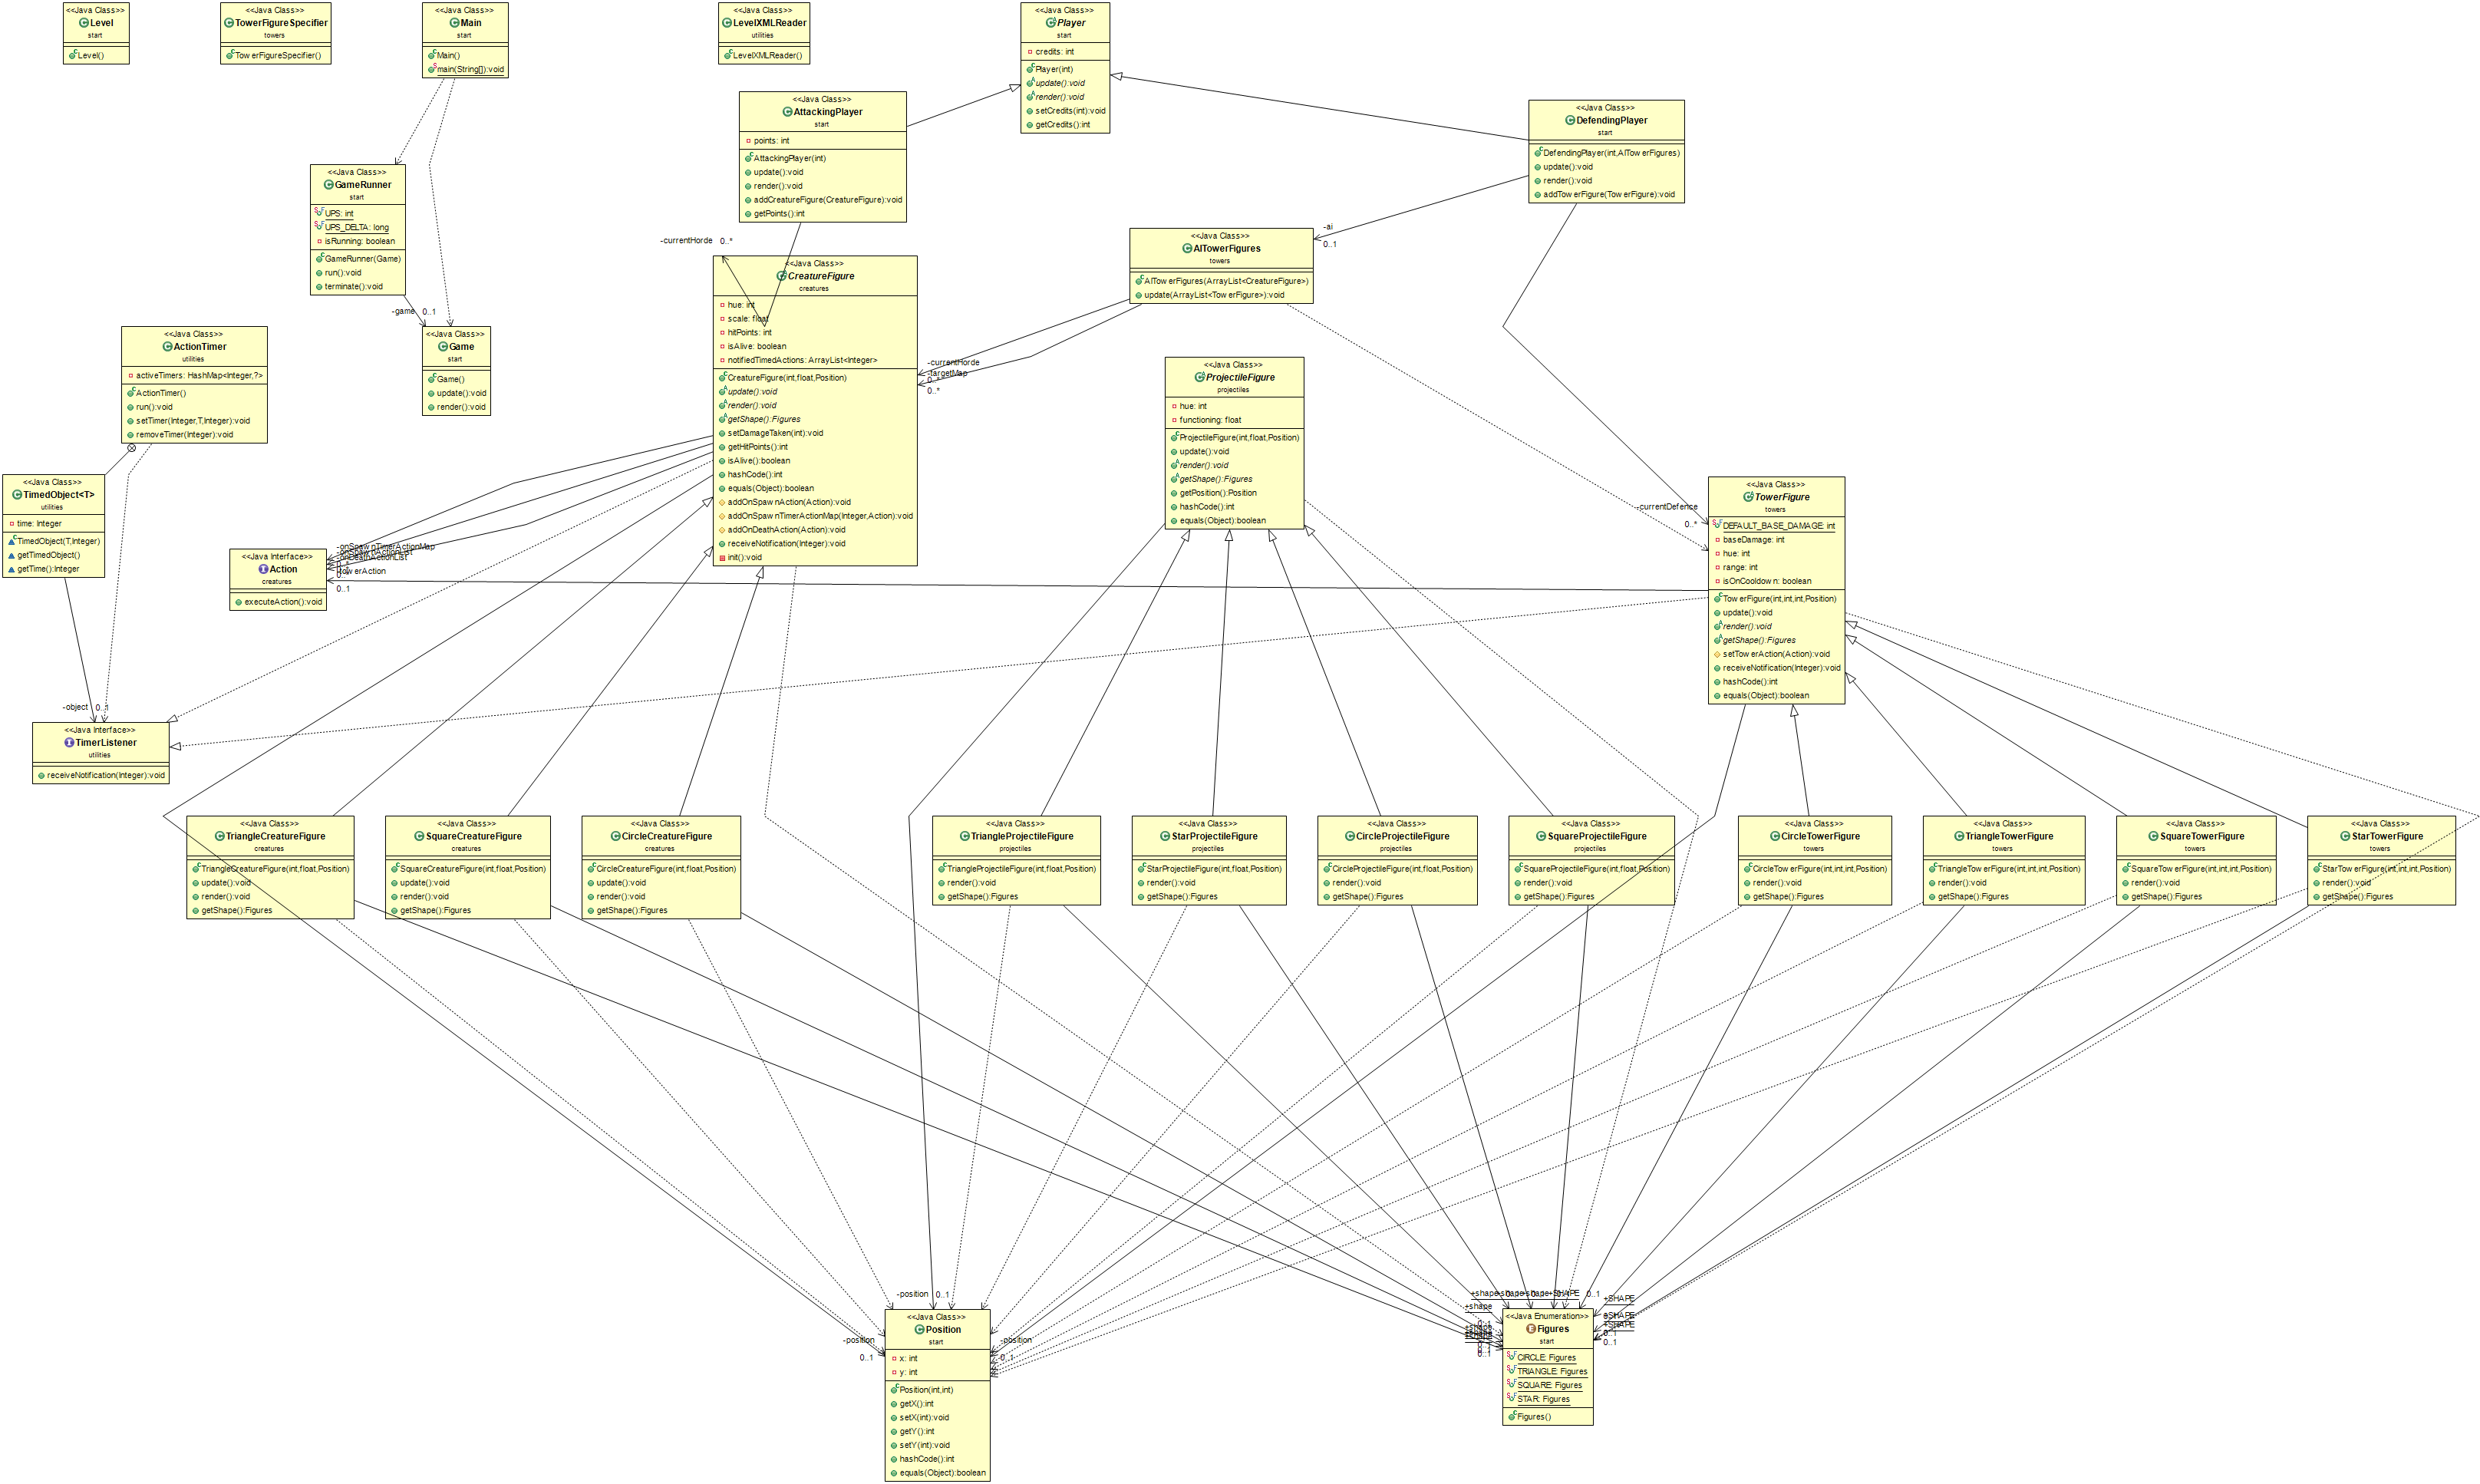 <<Java Class>>
Level
start
Level()
<<Java Class>>
TowerFigureSpecifier
towers
TowerFigureSpecifier()
<<Java Class>>
Main
start
Main()
main(String[]):void
<<Java Class>>
LevelXMLReader
utilities
LevelXMLReader()
<<Java Class>>
Player
start
credits: int
Player(int)
update():void
render():void
setCredits(int):void
getCredits():int
<<Java Class>>
AttackingPlayer
start
points: int
AttackingPlayer(int)
update():void
render():void
addCreatureFigure(CreatureFigure):void
getPoints():int
<<Java Class>>
DefendingPlayer
start
DefendingPlayer(int,AITowerFigures)
update():void
render():void
addTowerFigure(TowerFigure):void
<<Java Class>>
GameRunner
start
UPS: int
UPS_DELTA: long
isRunning: boolean
GameRunner(Game)
run():void
terminate():void
-game 0..1
-currentHorde 0..*
-ai
0..1
<<Java Class>>
AITowerFigures
towers
AITowerFigures(ArrayList<CreatureFigure>)
update(ArrayList<TowerFigure>):void
<<Java Class>>
CreatureFigure
creatures
hue: int
scale: float
hitPoints: int
isAlive: boolean
notifiedTimedActions: ArrayList<Integer>
CreatureFigure(int,float,Position)
update():void
render():void
getShape():Figures
setDamageTaken(int):void
getHitPoints():int
isAlive():boolean
hashCode():int
equals(Object):boolean
addOnSpawnAction(Action):void
addOnSpawnTimerActionMap(Integer,Action):void
addOnDeathAction(Action):void
receiveNotification(Integer):void
init():void
-currentHorde
-targetMap
0..*
0..*
<<Java Class>>
Game
start
Game()
update():void
render():void
<<Java Class>>
ActionTimer
utilities
activeTimers: HashMap<Integer,?>
ActionTimer()
run():void
setTimer(Integer,T,Integer):void
removeTimer(Integer):void
<<Java Class>>
ProjectileFigure
projectiles
hue: int
functioning: float
ProjectileFigure(int,float,Position)
update():void
render():void
getShape():Figures
getPosition():Position
hashCode():int
equals(Object):boolean
<<Java Class>>
TimedObject<T>
utilities
time: Integer
TimedObject(T,Integer)
getTimedObject()
getTime():Integer
-currentDefence
0..*
<<Java Class>>
TowerFigure
towers
DEFAULT_BASE_DAMAGE: int
baseDamage: int
hue: int
range: int
isOnCooldown: boolean
TowerFigure(int,int,int,Position)
update():void
render():void
getShape():Figures
setTowerAction(Action):void
receiveNotification(Integer):void
hashCode():int
equals(Object):boolean
<<Java Interface>>
Action
creatures
executeAction():void
-onSpawnTimerActionMap
-onSpawnActionList
-onDeathActionList
0..1
-object 0..1
<<Java Interface>>
TimerListener
utilities
receiveNotification(Integer):void
<<Java Class>>
TriangleCreatureFigure
creatures
TriangleCreatureFigure(int,float,Position)
update():void
render():void
getShape():Figures
<<Java Class>>
SquareCreatureFigure
creatures
SquareCreatureFigure(int,float,Position)
update():void
render():void
getShape():Figures
<<Java Class>>
CircleCreatureFigure
creatures
CircleCreatureFigure(int,float,Position)
update():void
render():void
getShape():Figures
<<Java Class>>
TriangleProjectileFigure
projectiles
TriangleProjectileFigure(int,float,Position)
render():void
getShape():Figures
<<Java Class>>
StarProjectileFigure
projectiles
StarProjectileFigure(int,float,Position)
render():void
getShape():Figures
<<Java Class>>
CircleProjectileFigure
projectiles
CircleProjectileFigure(int,float,Position)
render():void
getShape():Figures
<<Java Class>>
SquareProjectileFigure
projectiles
SquareProjectileFigure(int,float,Position)
render():void
getShape():Figures
<<Java Class>>
CircleTowerFigure
towers
CircleTowerFigure(int,int,int,Position)
render():void
getShape():Figures
<<Java Class>>
TriangleTowerFigure
towers
TriangleTowerFigure(int,int,int,Position)
render():void
getShape():Figures
<<Java Class>>
SquareTowerFigure
towers
SquareTowerFigure(int,int,int,Position)
render():void
getShape():Figures
<<Java Class>>
StarTowerFigure
towers
StarTowerFigure(int,int,int,Position)
render():void
getShape():Figures
-position 0..1
-position
0..1
-position
0..1
<<Java Class>>
Position
start
x: int
y: int
Position(int,int)
getX():int
setX(int):void
getY():int
setY(int):void
hashCode():int
equals(Object):boolean
+SHAPE 0..1
+shape
+SHAPE
+SHAPE
+SHAPE
0..1
0..1
<<Java Enumeration>>
Figures
start
CIRCLE: Figures
TRIANGLE: Figures
SQUARE: Figures
STAR: Figures
Figures()